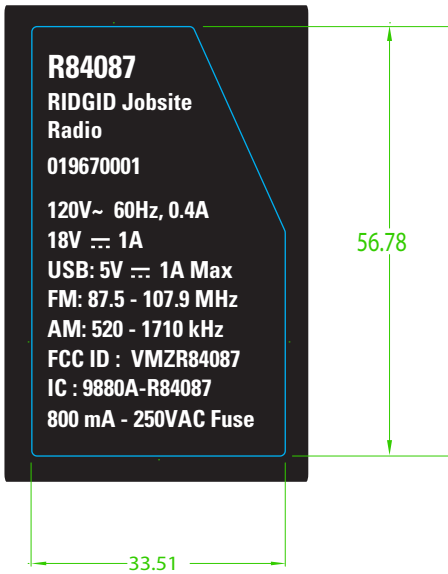 R84087
RIDGID Jobsite
Radio
019670001
120V~ 60Hz, 0.4A
18V ⎓ 1A
USB: 5V ⎓ 1A Max
FM: 87.5 - 107.9 MHz
AM: 520 - 1710 kHz
FCC ID : VMZR84087
IC : 9880A-R84087
800 mA - 250VAC Fuse
56.78
33.51